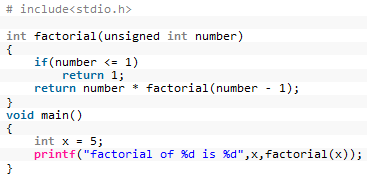 # include<stdio.h>
int factorial(unsigned int number)
{
    if(number <= 1)
        return 1;
    return number * factorial(number - 1);
}
void main()
{
    int x = 5;
    printf("factorial of %d is %d",x,factorial(x));
}